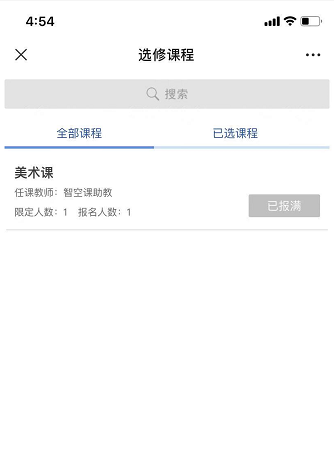 4:54
选修课程
搜索
全部课程
已选课程
美术课
任课教师：智空课助教
限定人数：1 报名人数：1
已报满